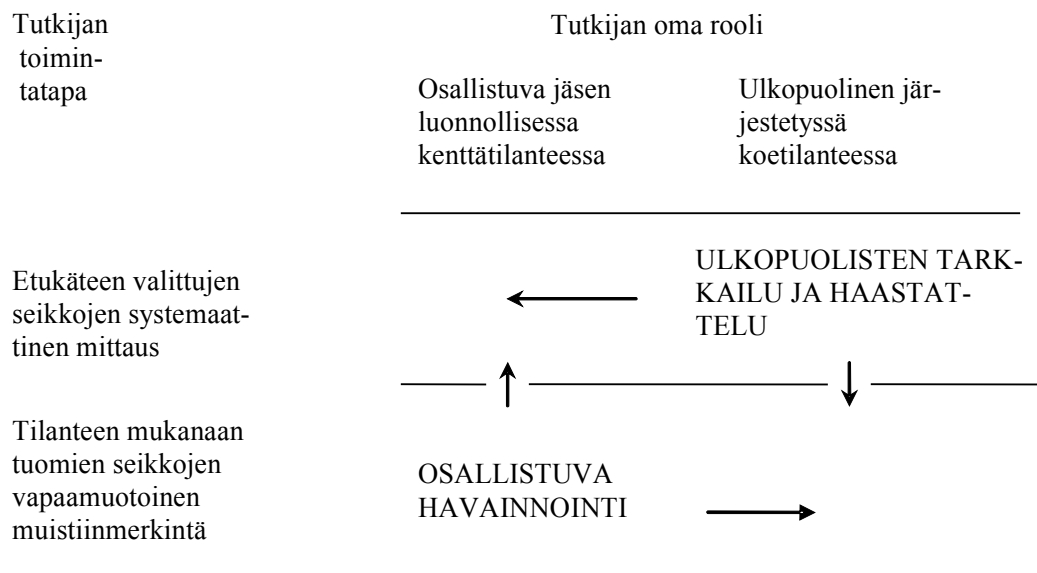 Tutkijan
toimin-
tatapa
Tutkijan oma rooli
Osallistuva jäsen
luonnollisessa
kenttätilanteessa
Ulkopuolinen jär-
jestetyssä
koetilanteessa
Etukäteen valittujen
seikkojen systemaat-
tinen mittaus
ULKOPUOLISTEN TARK-
KAILU JA HAASTAT-
TELU
Tilanteen mukanaan
tuomien seikkojen
vapaamuotoinen
muistiinmerkintä
OSALLISTUVA
HAVAINNOINTI